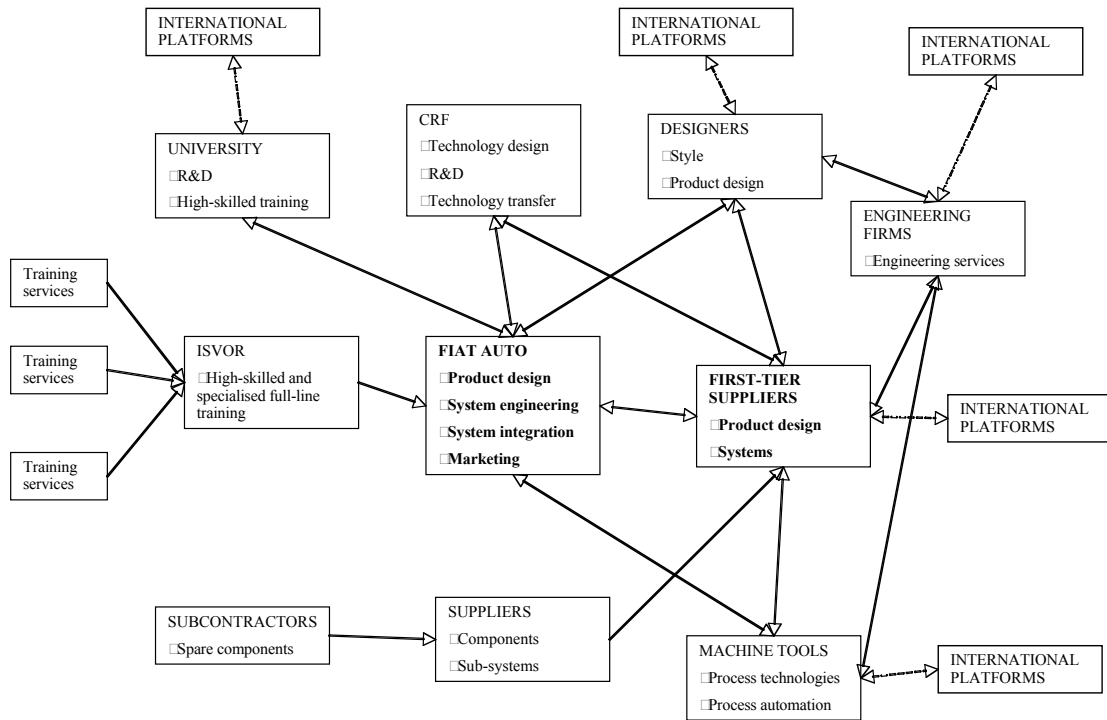 INTERNATIONAL
PLATFORMS
INTERNATIONAL
PLATFORMS
INTERNATIONAL
PLATFORMS
UNIVERSITY
□R&D
□High-skilled training
CRF
□Technology design
□R&D
□Technology transfer
DESIGNERS
□Style
□Product design
ENGINEERING
FIRMS
□Engineering services
Training
services
Training
services
Training
services
ISVOR
□High-skilled and
specialised full-line
training
FIAT AUTO
□Product design
□System engineering
□System integration
□Marketing
FIRST-TIER
SUPPLIERS
□Product design
□Systems
INTERNATIONAL
PLATFORMS
SUBCONTRACTORS
□Spare components
SUPPLIERS
□Components
□Sub-systems
MACHINE TOOLS
□Process technologies
□Process automation
INTERNATIONAL
PLATFORMS